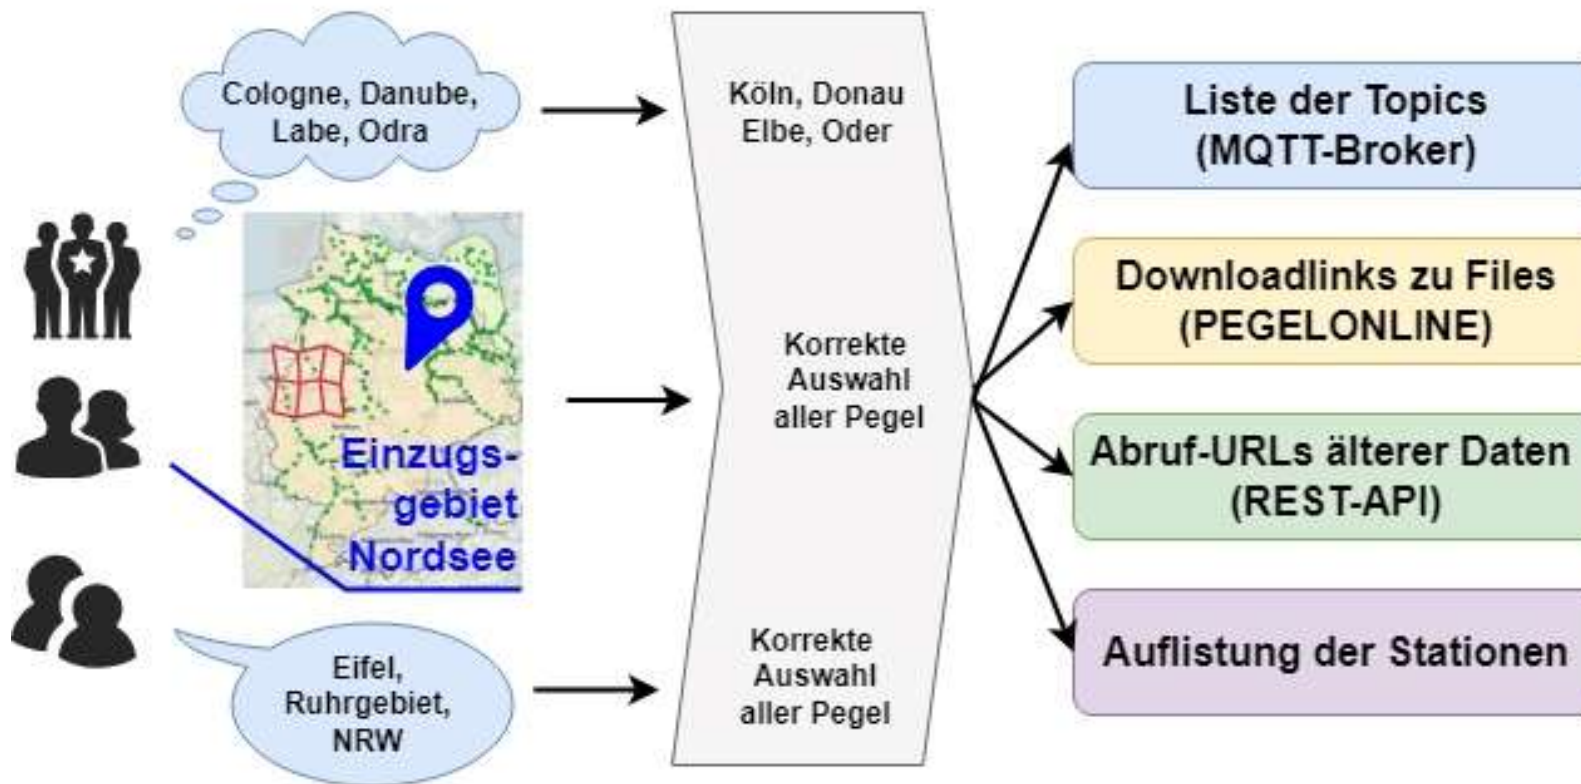 Cologne, Danube,
Labe, Odra
Einzugs-
gebiet
Nordsee
Eifel,
Ruhrgebiet,
NRW
Köln, Donau
Elbe, Oder
Korrekte
Auswahl
aller Pegel
Korrekte
Auswahl
aller Pegel
Liste der Topics
(MQTT-Broker)
Downloadlinks zu Files
(PEGELONLINE)
Abruf-URLs älterer Daten
(REST-API)
Auflistung der Stationen